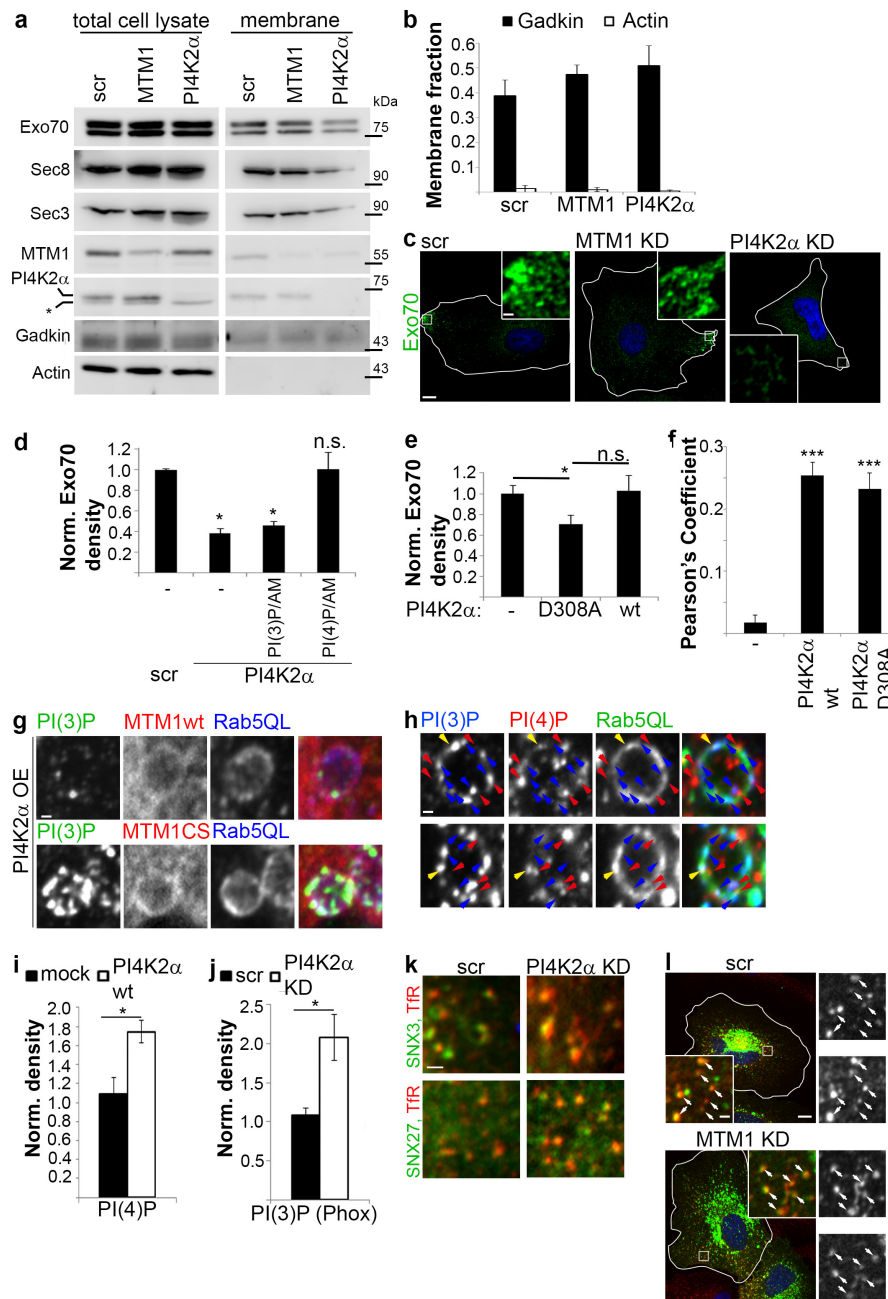 a
total cell lysate
membrane
scr
MTM1
PI4K2α
scr
MTM1
PI4K2α
kDa
Exo70
75
Sec8
90
Sec3
90
MTM1
55
PI4K2α
*
75
Gadkin
43
Actin
43
b
Gadkin
Actin
Membrane fraction
0.6
0.5
0.4
0.3
0.2
0.1
scr
MTM1
PI4K2α
c
scr
MTM1 KD
PI4K2α KD
Exo70
d
Norm. Exo70
density
1.2
1.0
0.8
0.6
0.4
0.2
*
*
n.s.
-
-
PI(3)P/AM
PI(4)P/AM
scr
PI4K2α
e
Norm. Exo70
density
1.2
1.0
0.8
0.6
0.4
0.2
*
n.s.
PI4K2α:
-
D308A
wt
f
Pearson's Coefficient
0.3
0.2
0.1
***
***
-
PI4K2α
wt
PI4K2α
D308A
g
PI(3)P
MTM1wt
Rab5QL
PI4K2α OE
PI(3)P
MTM1CS
Rab5QL
h
PI(3)P
PI(4)P
Rab5QL
i
mock
PI4K2α
wt
Norm. density
2.0
1.8
1.6
1.4
1.2
1.0
0.8
0.6
0.4
0.2
*
PI(4)P
j
scr
PI4K2α
KD
Norm. density
2.5
2.0
1.5
1.0
0.5
*
PI(3)P (Phox)
k
scr
PI4K2α KD
SNX3, TfR
SNX27, TfR
l
scr
MTM1 KD